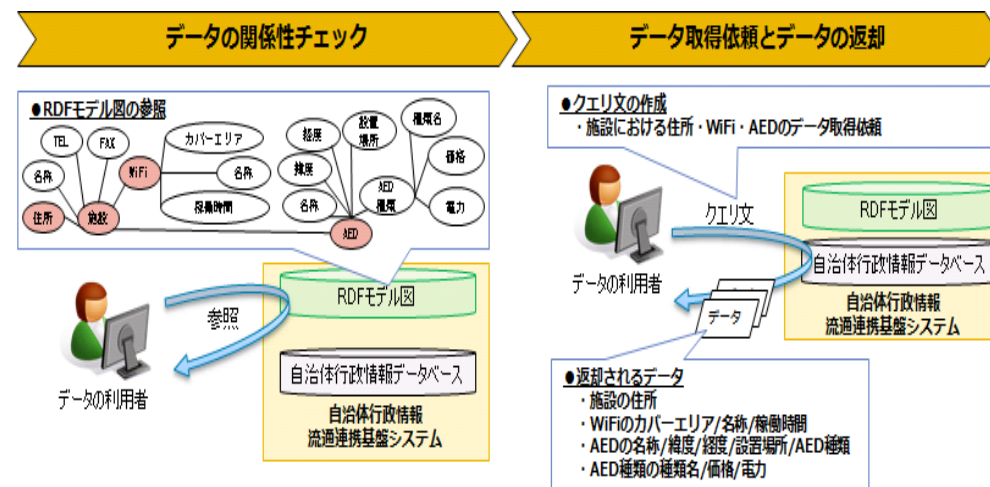 データの関係性チェック
データ取得依頼とデータの返却
●RDFモデル図の参照
TEL
FAX
WiFi
カバーエリア
名称
稼働時間
名称
住所
施設
経度
設置
場所
緯度
名称
AED
種類
AED
種類名
価格
電力
参照
データの利用者
RDFモデル図
自治体行政情報データベース
自治体行政情報
流通連携基盤システム
●クエリ文の作成
・施設における住所・WiFi・AEDのデータ取得依頼
クエリ文
データの利用者
データ
RDFモデル図
自治体行政情報データベース
自治体行政情報
流通連携基盤システム
●返却されるデータ
・施設の住所
・WiFiのカバーエリア/名称/稼働時間
・AEDの名称/緯度/経度/設置場所/AED種類
・AED種類の種類名/価格/電力